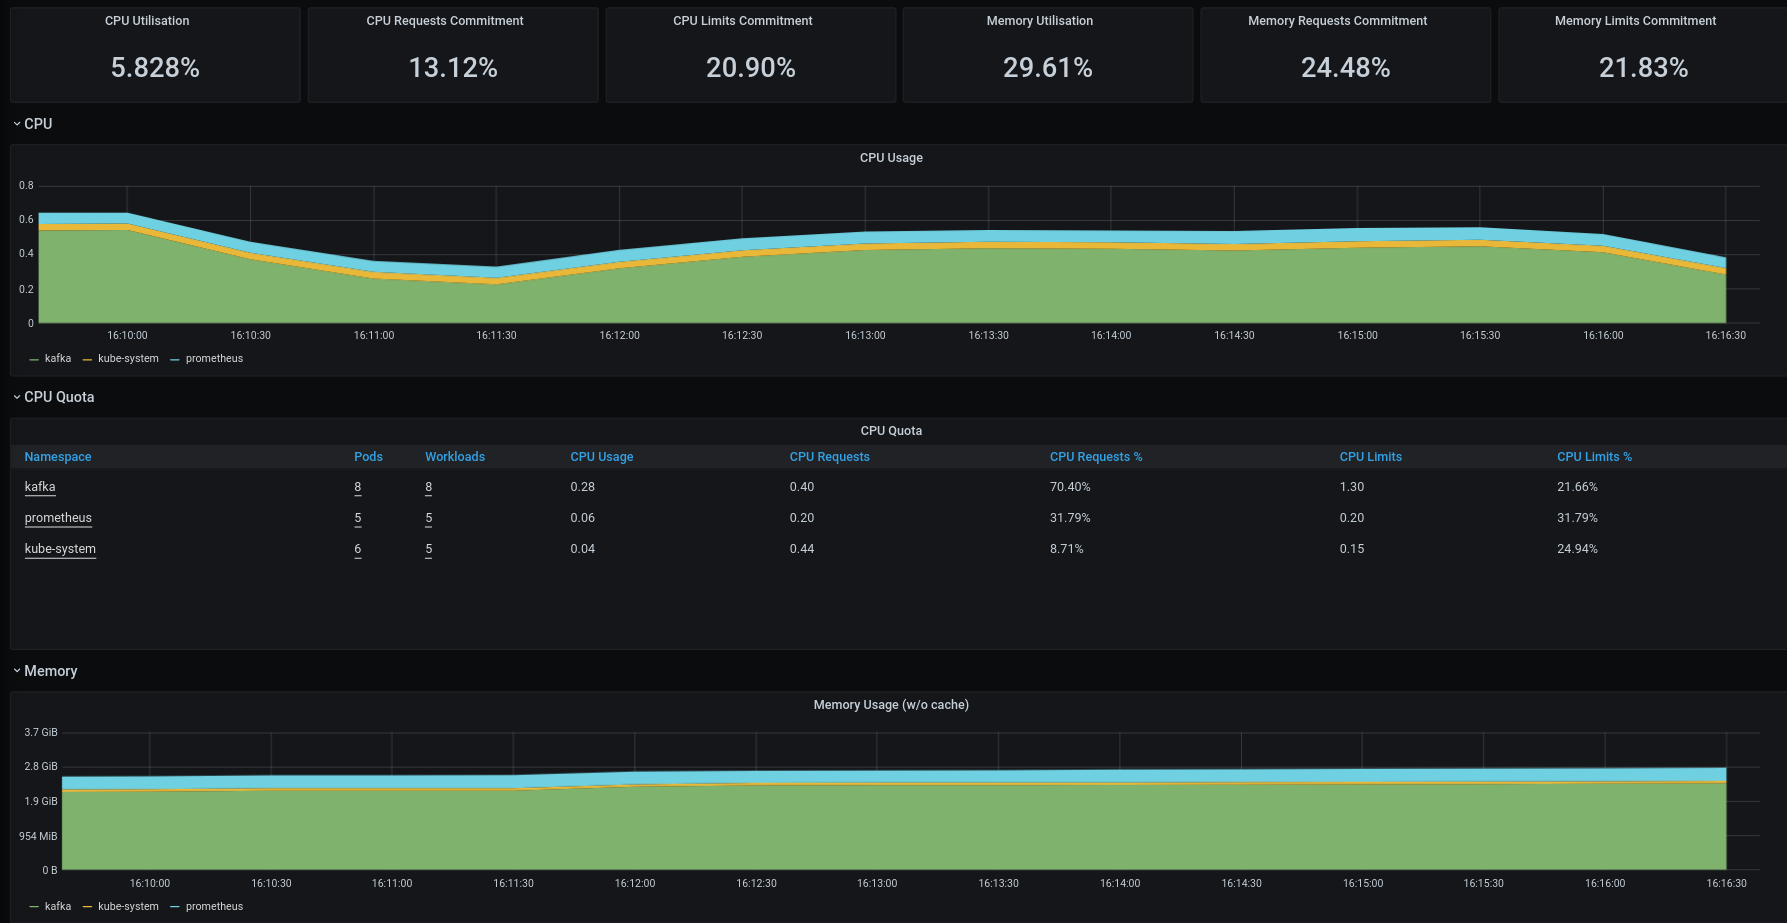 CPU Utilisation CPU Requests Commitment CPU Limits Commitment Memory Utilisation Memory Requests Commitment Memory Limits Commitment
5.828% 13.12% 20.90% 29.61% 24.48% 21.83%
CPU
CPU Usage
0.8
0.6
0.4
0.2
0
16:10:00 16:10:30 16:11:00 16:11:30 16:12:00 16:12:30 16:13:00 16:13:30 16:14:00 16:14:30 16:15:00 16:15:30 16:16:00 16:16:30
kafka kube-system prometheus
CPU Quota
CPU Quota
Namespace Pods Workloads CPU Usage CPU Requests CPU Requests % CPU Limits CPU Limits %
kafka 8 8 0.28 0.40 70.40% 1.30 21.66%
prometheus 5 5 0.06 0.20 31.79% 0.20 31.79%
kube-system 6 5 0.04 0.44 8.71% 0.15 24.94%
Memory
Memory Usage (w/o cache)
3.7 GiB
2.8 GiB
1.9 GiB
954 MiB
0 B
16:10:00 16:10:30 16:11:00 16:11:30 16:12:00 16:12:30 16:13:00 16:13:30 16:14:00 16:14:30 16:15:00 16:15:30 16:16:00 16:16:30
kafka kube-system prometheus